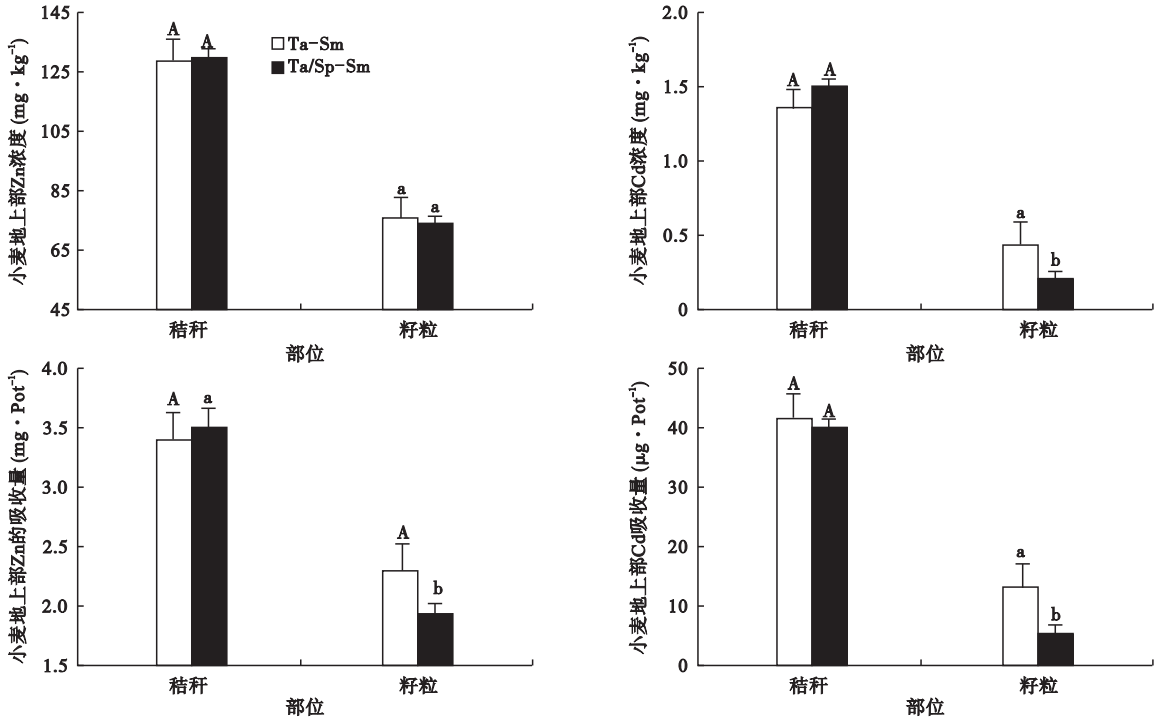 小麦地上部Zn浓度 (mg·kg⁻¹)
145
125
105
85
65
45
A
A
a
a
Ta-Sm
Ta/Sp-Sm
秸秆
籽粒
部位
小麦地上部Cd浓度 (mg·kg⁻¹)
2.0
1.5
1.0
0.5
0
A
A
a
b
秸秆
籽粒
部位
小麦地上部Zn的吸收量 (mg·Pot⁻¹)
4.0
3.5
3.0
2.5
2.0
1.5
A
a
A
b
秸秆
籽粒
部位
小麦地上部Cd吸收量 (μg·Pot⁻¹)
50
40
30
20
10
0
A
A
a
b
秸秆
籽粒
部位